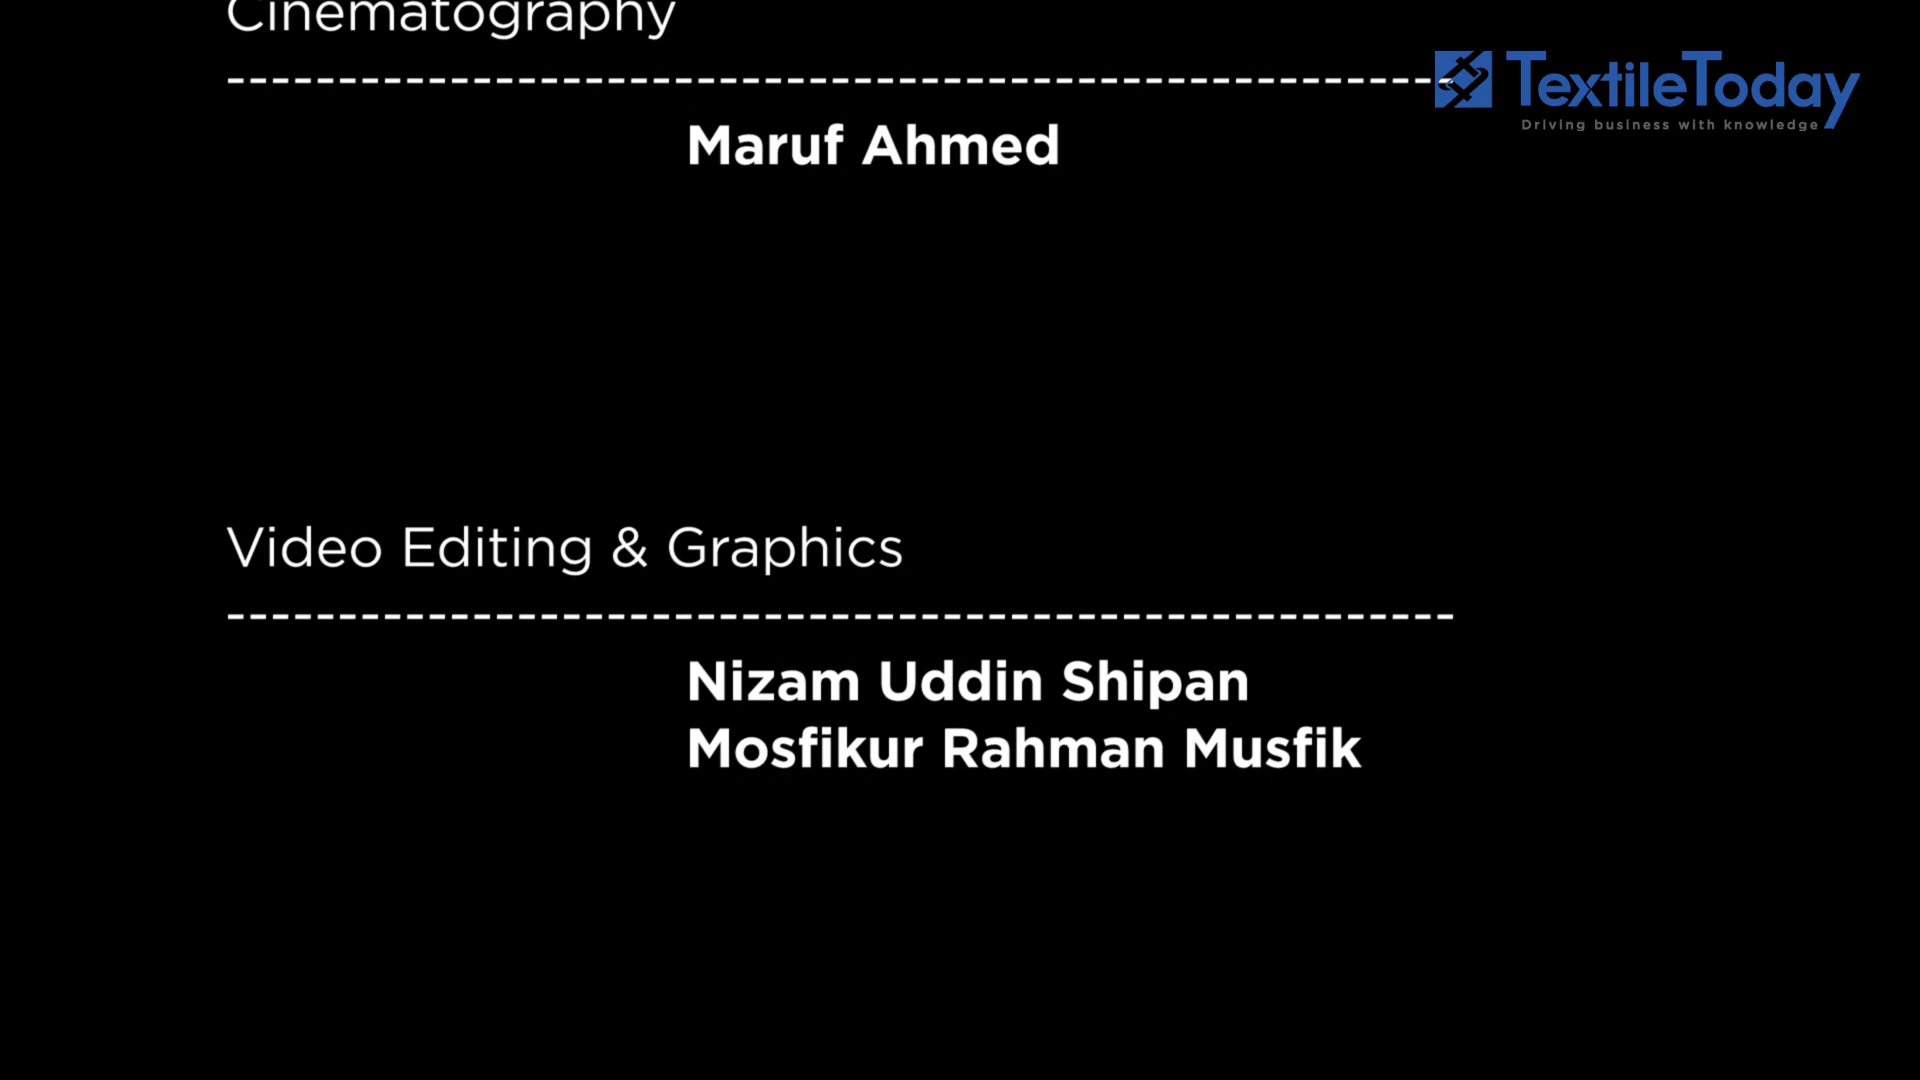 Cinematography
-------------------------------------------------------
TextileToday
Driving business with knowledge
Maruf Ahmed
Video Editing & Graphics
-------------------------------------------------------
Nizam Uddin Shipan
Mosfikur Rahman Musfik